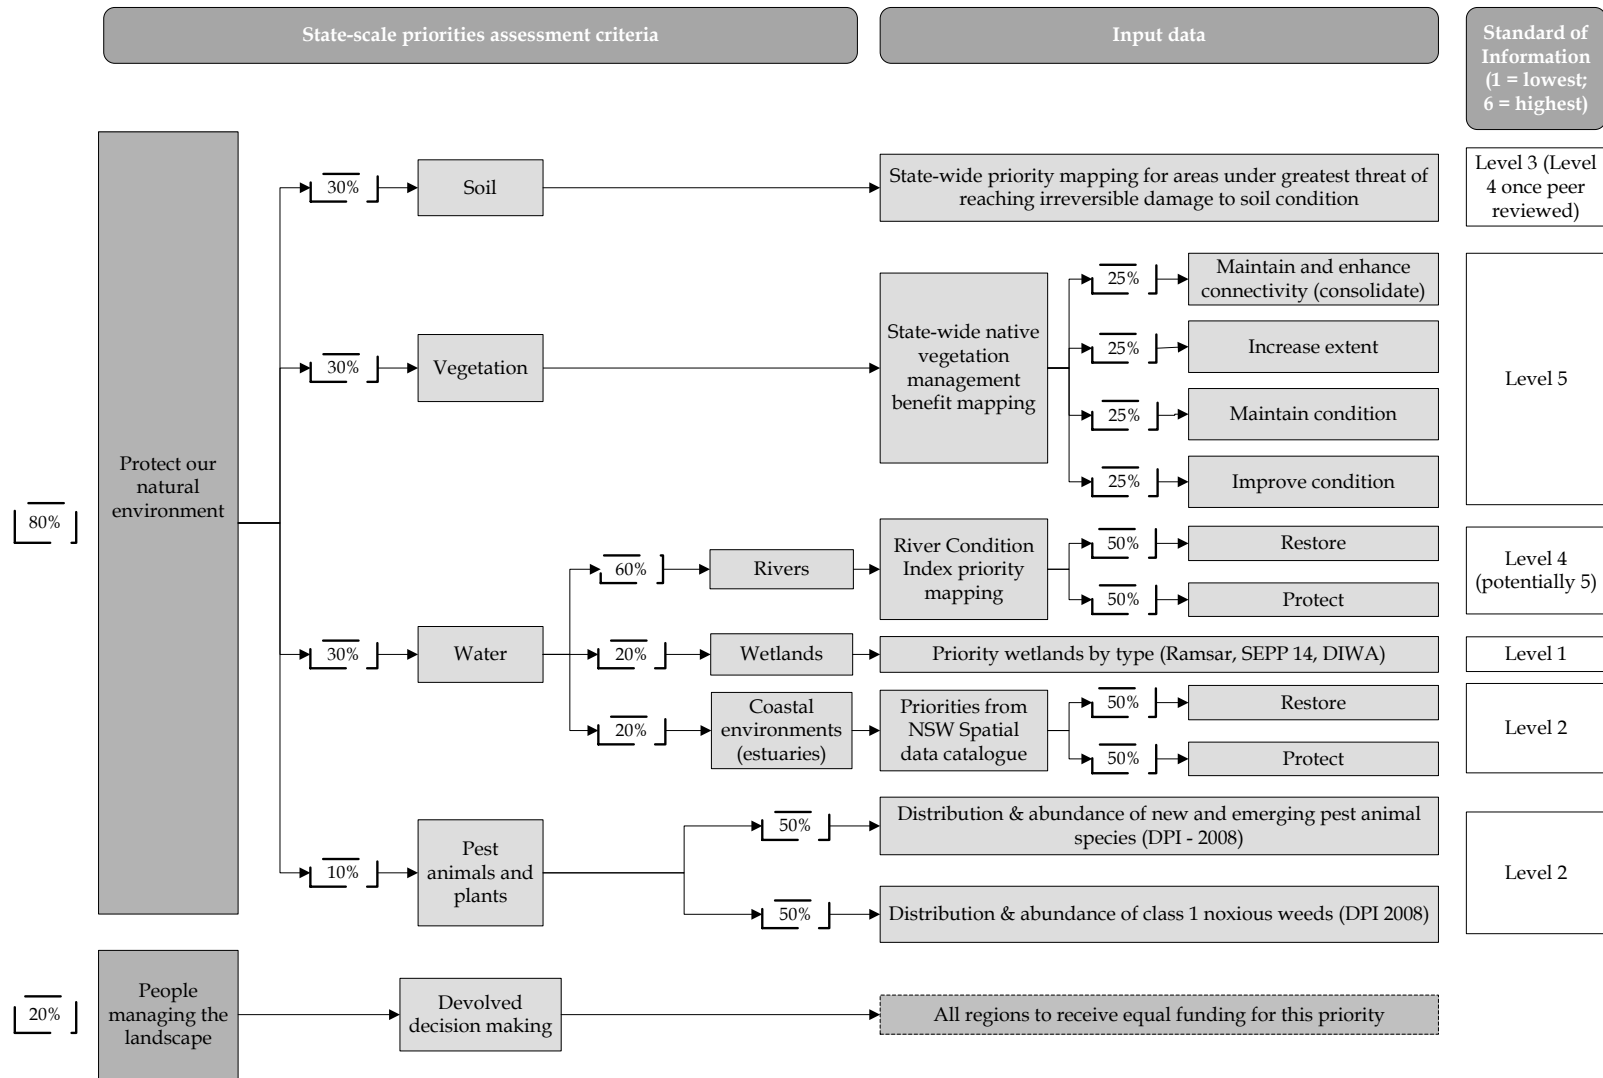 State-scale priorities assessment criteria
Input data
Standard of
Information
(1 = lowest;
6 = highest)
80%
Protect our
natural
environment
30%
Soil
State-wide priority mapping for areas under greatest threat of
reaching irreversible damage to soil condition
Level 3 (Level
4 once peer
reviewed)
30%
Vegetation
State-wide native
vegetation
management
benefit mapping
25%
Maintain and enhance
connectivity (consolidate)
25%
Increase extent
25%
Maintain condition
25%
Improve condition
Level 5
30%
Water
60%
Rivers
River Condition
Index priority
mapping
50%
Restore
50%
Protect
Level 4
(potentially 5)
20%
Wetlands
Priority wetlands by type (Ramsar, SEPP 14, DIWA)
Level 1
20%
Coastal
environments
(estuaries)
Priorities from
NSW Spatial
data catalogue
50%
Restore
50%
Protect
Level 2
10%
Pest
animals and
plants
50%
Distribution & abundance of new and emerging pest animal
species (DPI - 2008)
50%
Distribution & abundance of class 1 noxious weeds (DPI 2008)
Level 2
20%
People
managing the
landscape
Devolved
decision making
All regions to receive equal funding for this priority